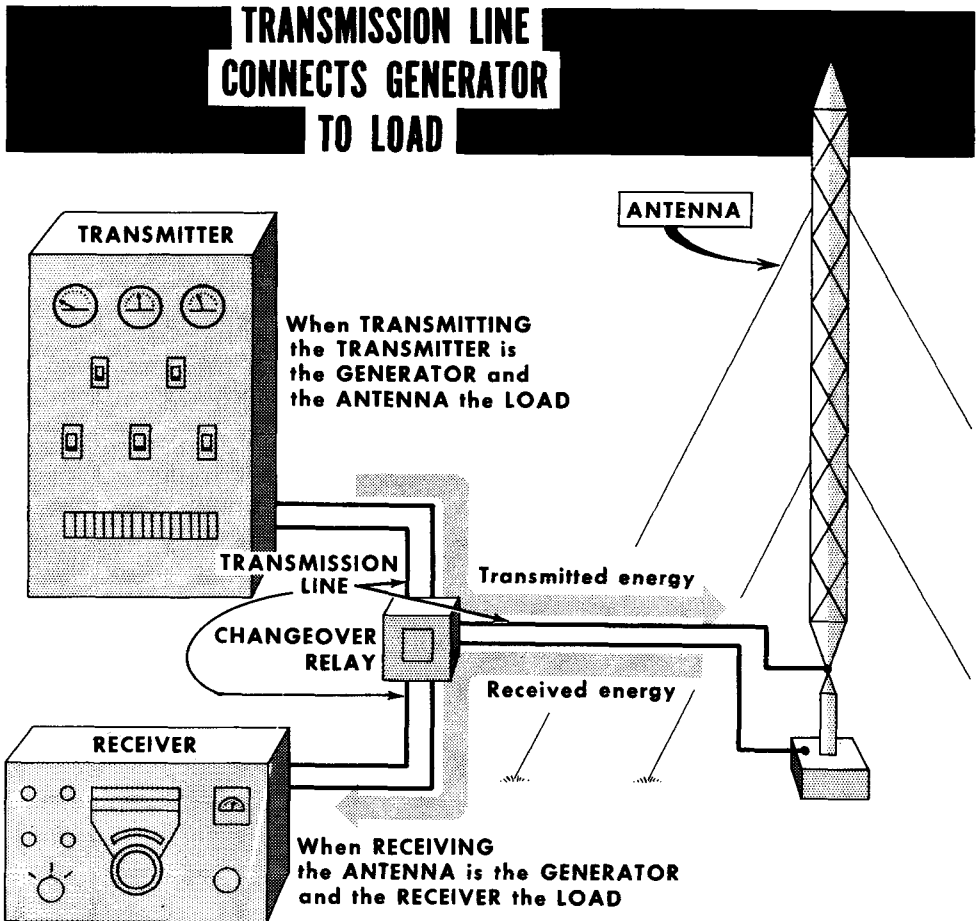 TRANSMISSION LINE
CONNECTS GENERATOR
TO LOAD
ANTENNA
TRANSMITTER
When TRANSMITTING
the TRANSMITTER is
the GENERATOR and
the ANTENNA the LOAD
TRANSMISSION
LINE
Transmitted energy
CHANGEOVER
RELAY
Received energy
RECEIVER
When RECEIVING
the ANTENNA is the GENERATOR
and the RECEIVER the LOAD